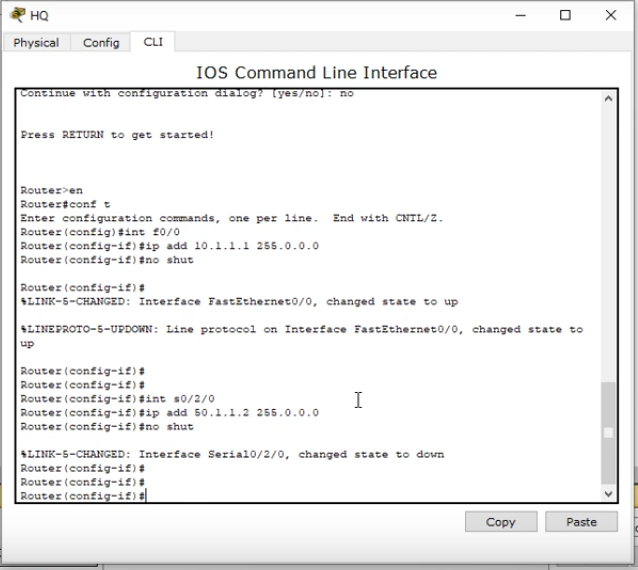 HQ
Physical Config CLI
IOS Command Line Interface
Continue with configuration dialog? [yes/no]: no
Press RETURN to get started!
Router>en
Router#conf t
Enter configuration commands, one per line.  End with CNTL/Z.
Router(config)#int f0/0
Router(config-if)#ip add 10.1.1.1 255.0.0.0
Router(config-if)#no shut
Router(config-if)#
%LINK-5-CHANGED: Interface FastEthernet0/0, changed state to up
%LINEPROTO-5-UPDOWN: Line protocol on Interface FastEthernet0/0, changed state to
up
Router(config-if)#
Router(config-if)#
Router(config-if)#int s0/2/0
Router(config-if)#ip add 50.1.1.2 255.0.0.0
Router(config-if)#no shut
%LINK-5-CHANGED: Interface Serial0/2/0, changed state to down
Router(config-if)#
Router(config-if)#
Router(config-if)#
Copy Paste